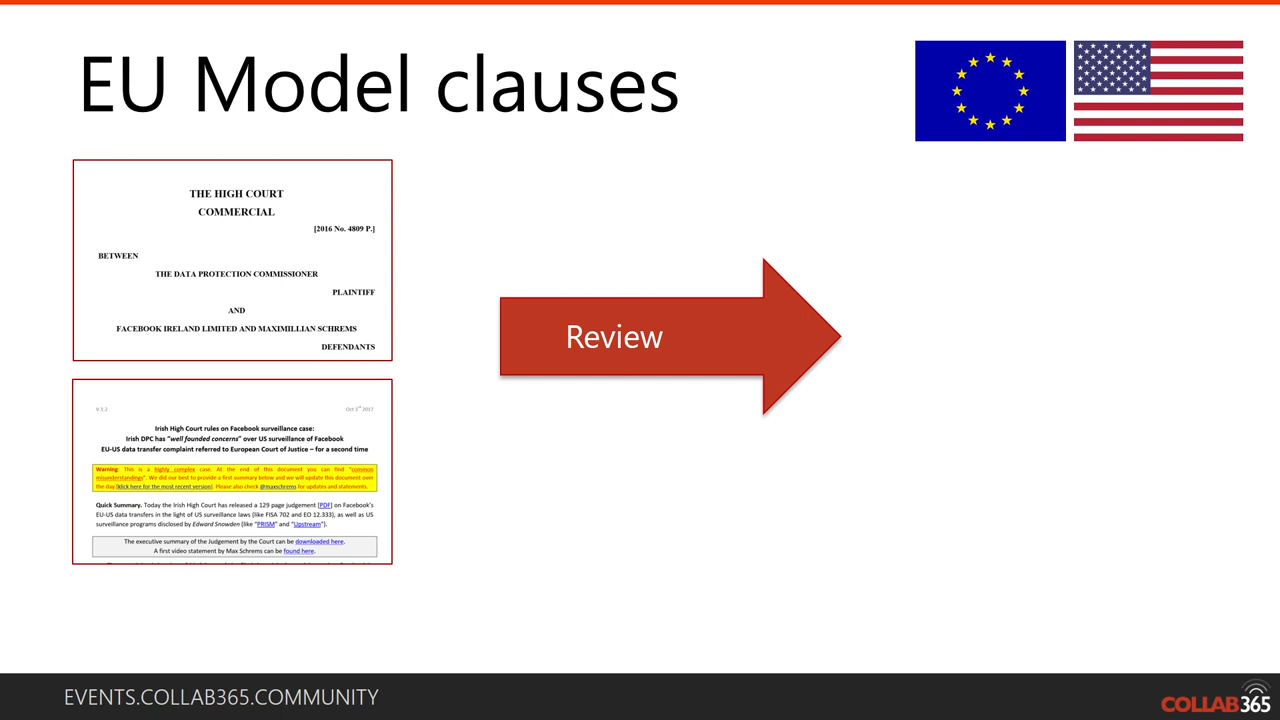 EU Model clauses
THE HIGH COURT
COMMERCIAL
[2016 No. 4809 P.]
BETWEEN
THE DATA PROTECTION COMMISSIONER
PLAINTIFF
AND
FACEBOOK IRELAND LIMITED AND MAXIMILLIAN SCHREMS
DEFENDANTS
Review
Oct 3rd 2017
Irish High Court rules on Facebook surveillance case:
Irish DPC has “well founded concerns” over US surveillance of Facebook
EU-US data transfer complaint referred to European Court of Justice – for a second time
Warning: This is a highly complex case. At the end of this document you can find “common
misunderstandings”. We did our best to provide a first summary below and we will update this document over
the day [klick here for the most recent version]. Please also check @maxschrems for updates and statements.
Quick Summary. Today the Irish High Court has released a 129 page judgement [PDF] on Facebook's
EU-US data transfers in the light of US surveillance laws (like FISA 702 and EO 12.333), as well as US
surveillance programs disclosed by Edward Snowden (like “PRISM” and “Upstream”).
The executive summary of the Judgement by the Court can be downloaded here.
A first video statement by Max Schrems can be found here.
EVENTS.COLLAB365.COMMUNITY
COLLAB365